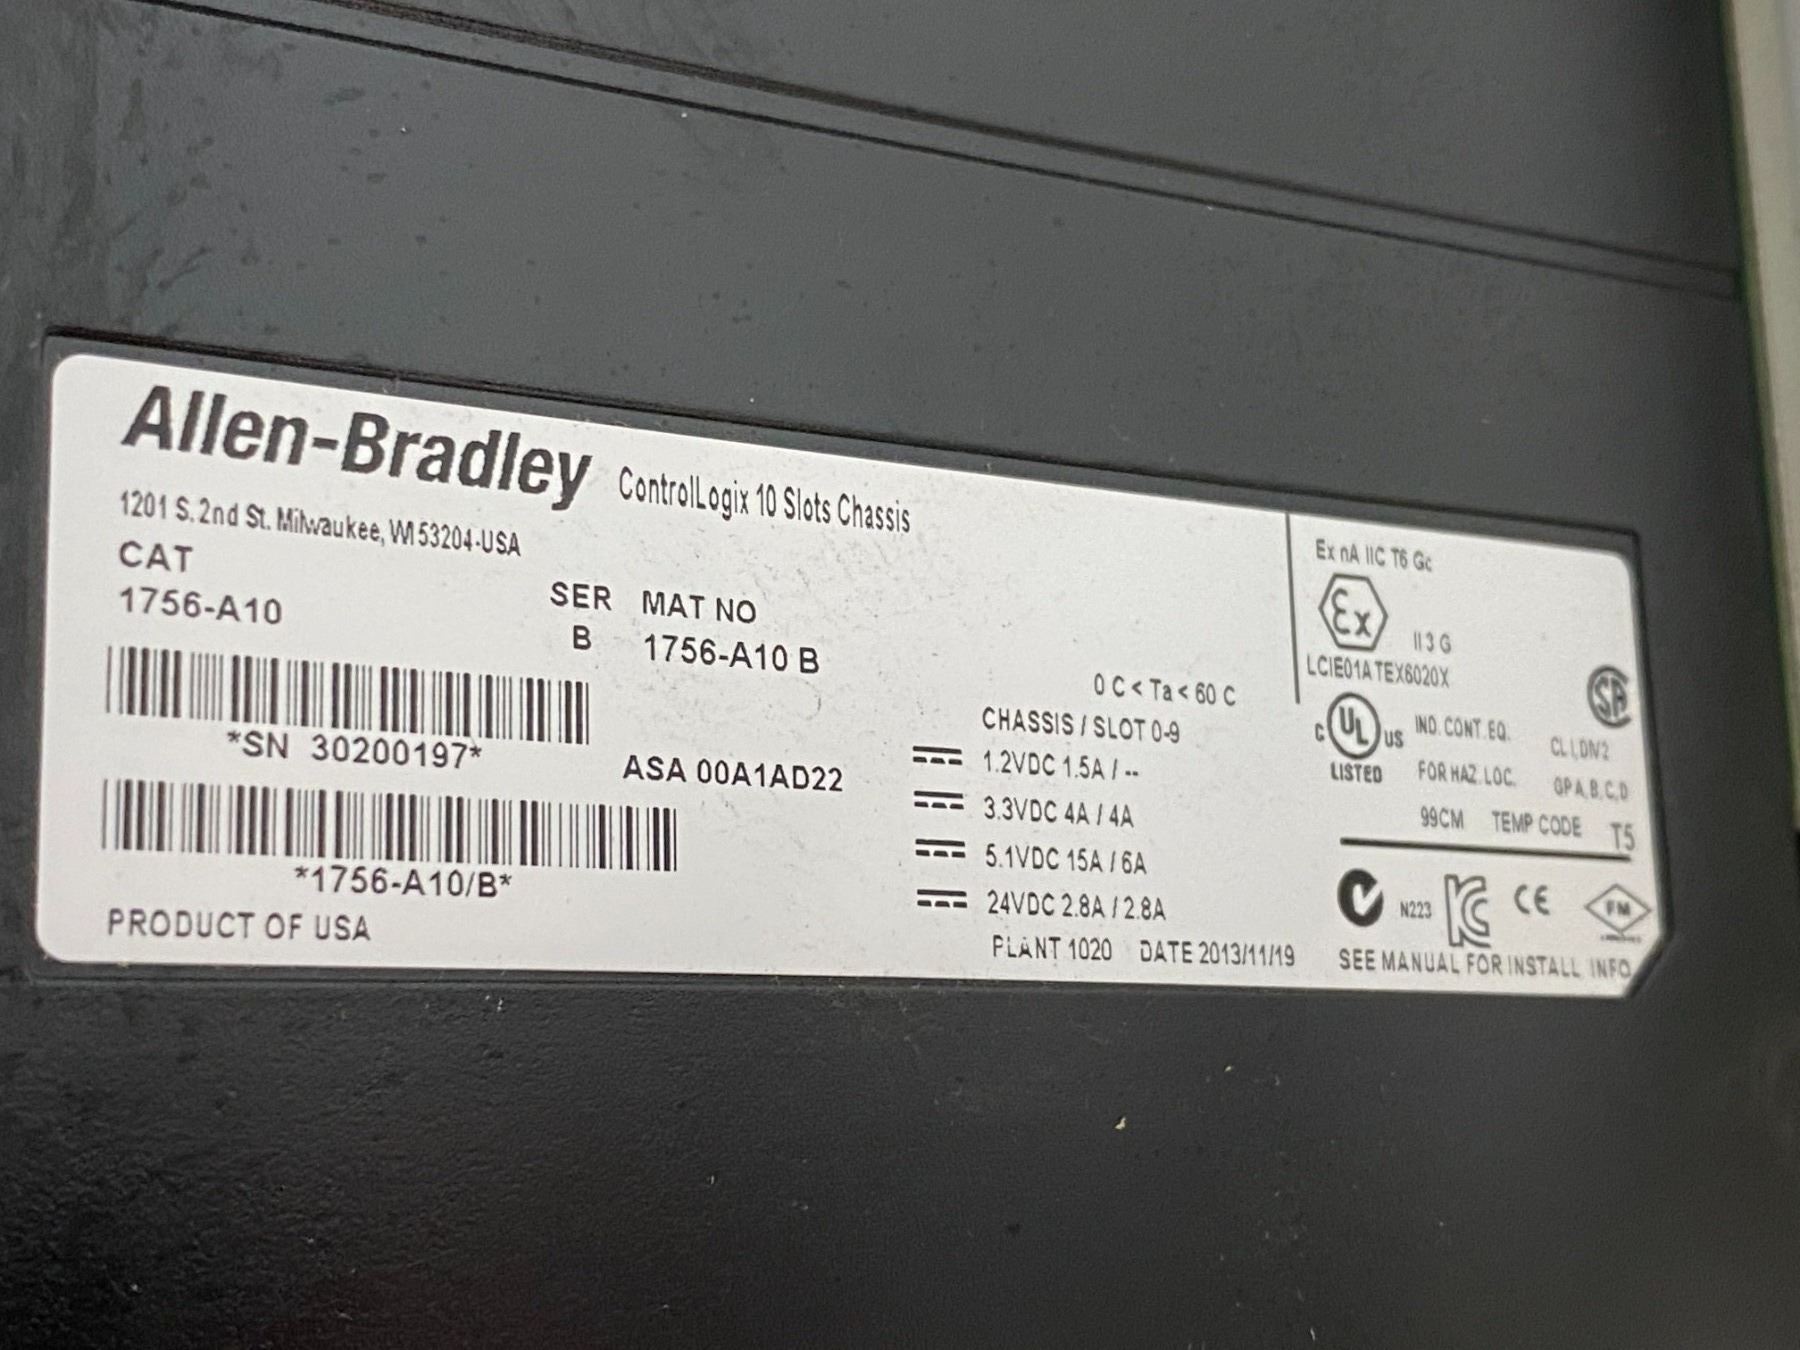 Allen-Bradley ControlLogix 10 Slots Chassis
1201 S. 2nd St. Milwaukee, WI 53204-USA
CAT
1756-A10
SER MAT NO
B 1756-A10 B
*SN 30200197*
ASA 00A1AD22
*1756-A10/B*
PRODUCT OF USA
0 C < Ta < 60 C
CHASSIS / SLOT 0-9
1.2VDC 1.5A / --
3.3VDC 4A / 4A
5.1VDC 15A / 6A
24VDC 2.8A / 2.8A
PLANT 1020 DATE 2013/11/19
Ex nA IIC T6 Gc
Ex II 3 G
LCIE01ATEX6020X
SA
C UL US IND. CONT. EQ. CL I, DIV 2
LISTED FOR HAZ. LOC. GP A, B, C, D
99CM TEMP CODE T5
N223 CE FM
SEE MANUAL FOR INSTALL INFO.